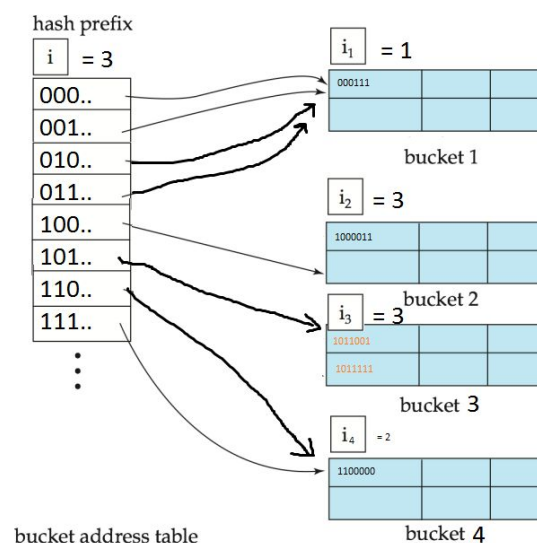 hash prefix
i = 3
000..
001..
010..
011..
100..
101..
110..
111..
bucket address table
i1 = 1
000111
bucket 1
i2 = 3
1000011
bucket 2
i3 = 3
1011001
1011111
bucket 3
i4 = 2
1100000
bucket 4